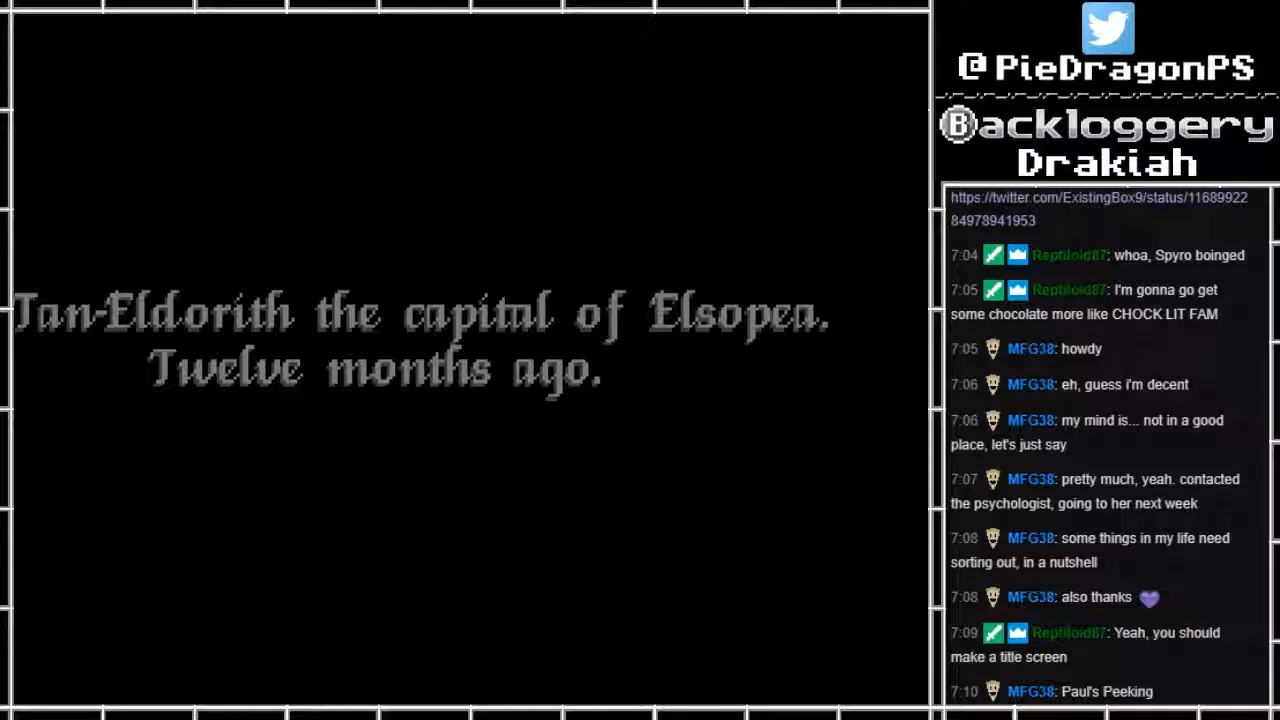 Jan-Eldorith the capital of Elsopea.
Twelve months ago.
@PieDragonPS
Backloggery
Drakiah
https://twitter.com/ExistingBox9/status/11689922
84978941953
7:04 Reptiloid87: whoa, Spyro boinged
7:05 Reptiloid87: I'm gonna go get
some chocolate more like CHOCK LIT FAM
7:05 MFG38: howdy
7:06 MFG38: eh, guess i'm decent
7:06 MFG38: my mind is... not in a good
place, let's just say
7:07 MFG38: pretty much, yeah. contacted
the psychologist, going to her next week
7:08 MFG38: some things in my life need
sorting out, in a nutshell
7:08 MFG38: also thanks
7:09 Reptiloid87: Yeah, you should
make a title screen
7:10 MFG38: Paul's Peeking